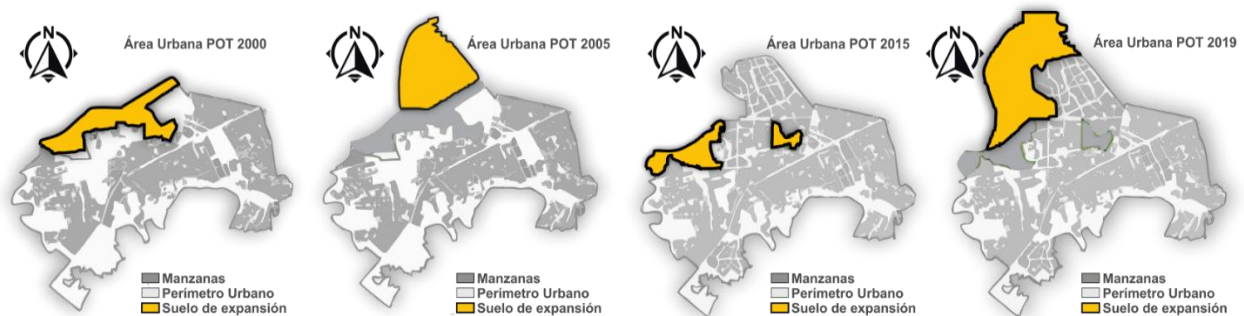 N
Área Urbana POT 2000
Manzanas
Perímetro Urbano
Suelo de expansión
N
Área Urbana POT 2005
Manzanas
Perímetro Urbano
Suelo de expansión
N
Área Urbana POT 2015
Manzanas
Perímetro Urbano
Suelo de expansión
N
Área Urbana POT 2019
Manzanas
Perímetro Urbano
Suelo de expansión